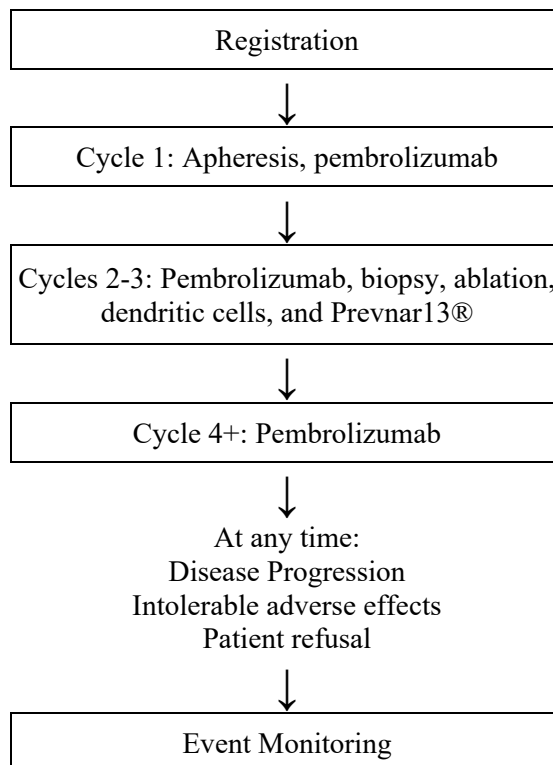 Registration
Cycle 1: Apheresis, pembrolizumab
Cycles 2-3: Pembrolizumab, biopsy, ablation,
dendritic cells, and Prevnar13®
Cycle 4+: Pembrolizumab
At any time:
Disease Progression
Intolerable adverse effects
Patient refusal
Event Monitoring